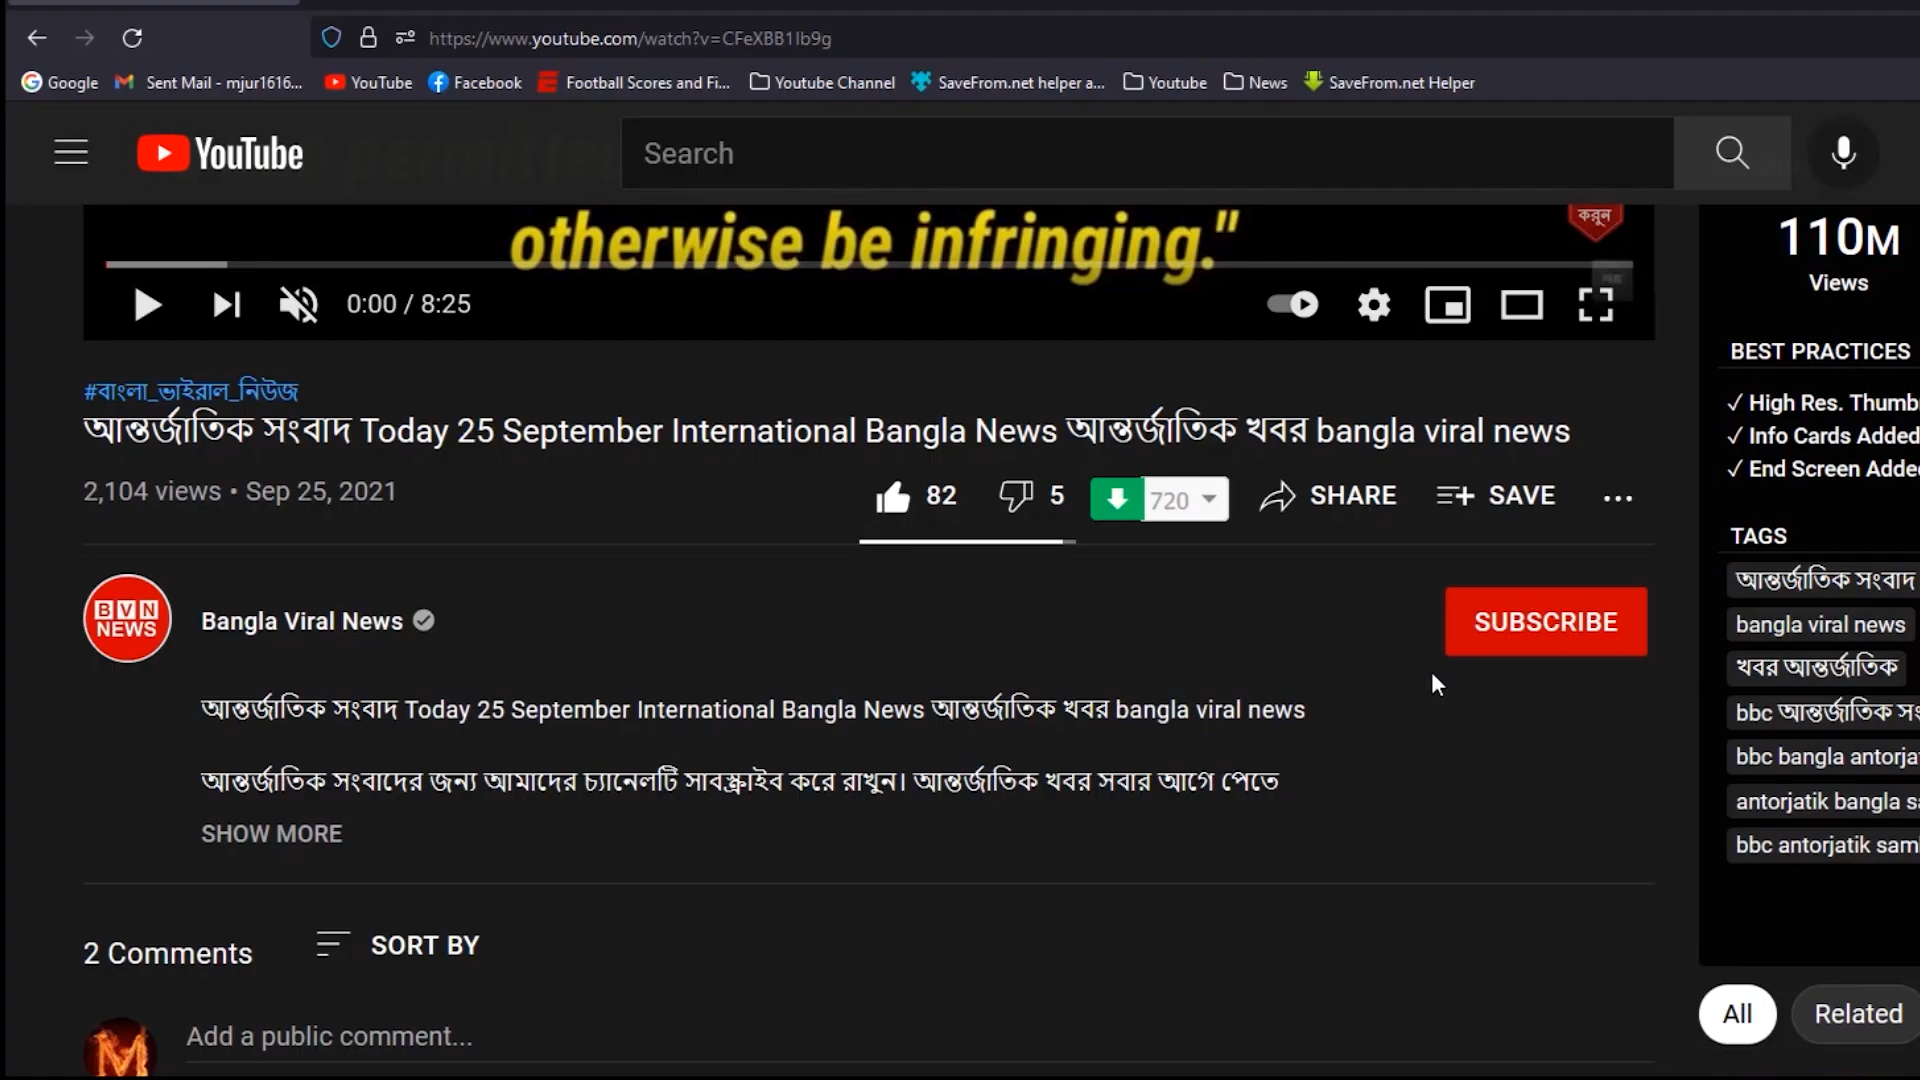 https://www.youtube.com/watch?v=CFeXBB1Ib9g
Google
Sent Mail - mjur1616...
YouTube
Facebook
Football Scores and Fi...
Youtube Channel
SaveFrom.net helper a...
Youtube
News
SaveFrom.net Helper
YouTube
permitted
Search
otherwise be infringing."
করুন
0:00 / 8:25
#বাংলা_ভাইরাল_নিউজ
আন্তর্জাতিক সংবাদ Today 25 September International Bangla News আন্তর্জাতিক খবর bangla viral news
2,104 views • Sep 25, 2021
82
5
720
SHARE
SAVE
BVN
NEWS
Bangla Viral News
SUBSCRIBE
আন্তর্জাতিক সংবাদ Today 25 September International Bangla News আন্তর্জাতিক খবর bangla viral news
আন্তর্জাতিক সংবাদের জন্য আমাদের চ্যানেলটি সাবস্ক্রাইব করে রাখুন। আন্তর্জাতিক খবর সবার আগে পেতে
SHOW MORE
2 Comments
SORT BY
Add a public comment...
110M
Views
BEST PRACTICES
✓ High Res. Thumb
✓ Info Cards Added
✓ End Screen Adde
TAGS
আন্তর্জাতিক সংবাদ
bangla viral news
খবর আন্তর্জাতিক
bbc আন্তর্জাতিক সং
bbc bangla antorja
antorjatik bangla s
bbc antorjatik sam
All
Related